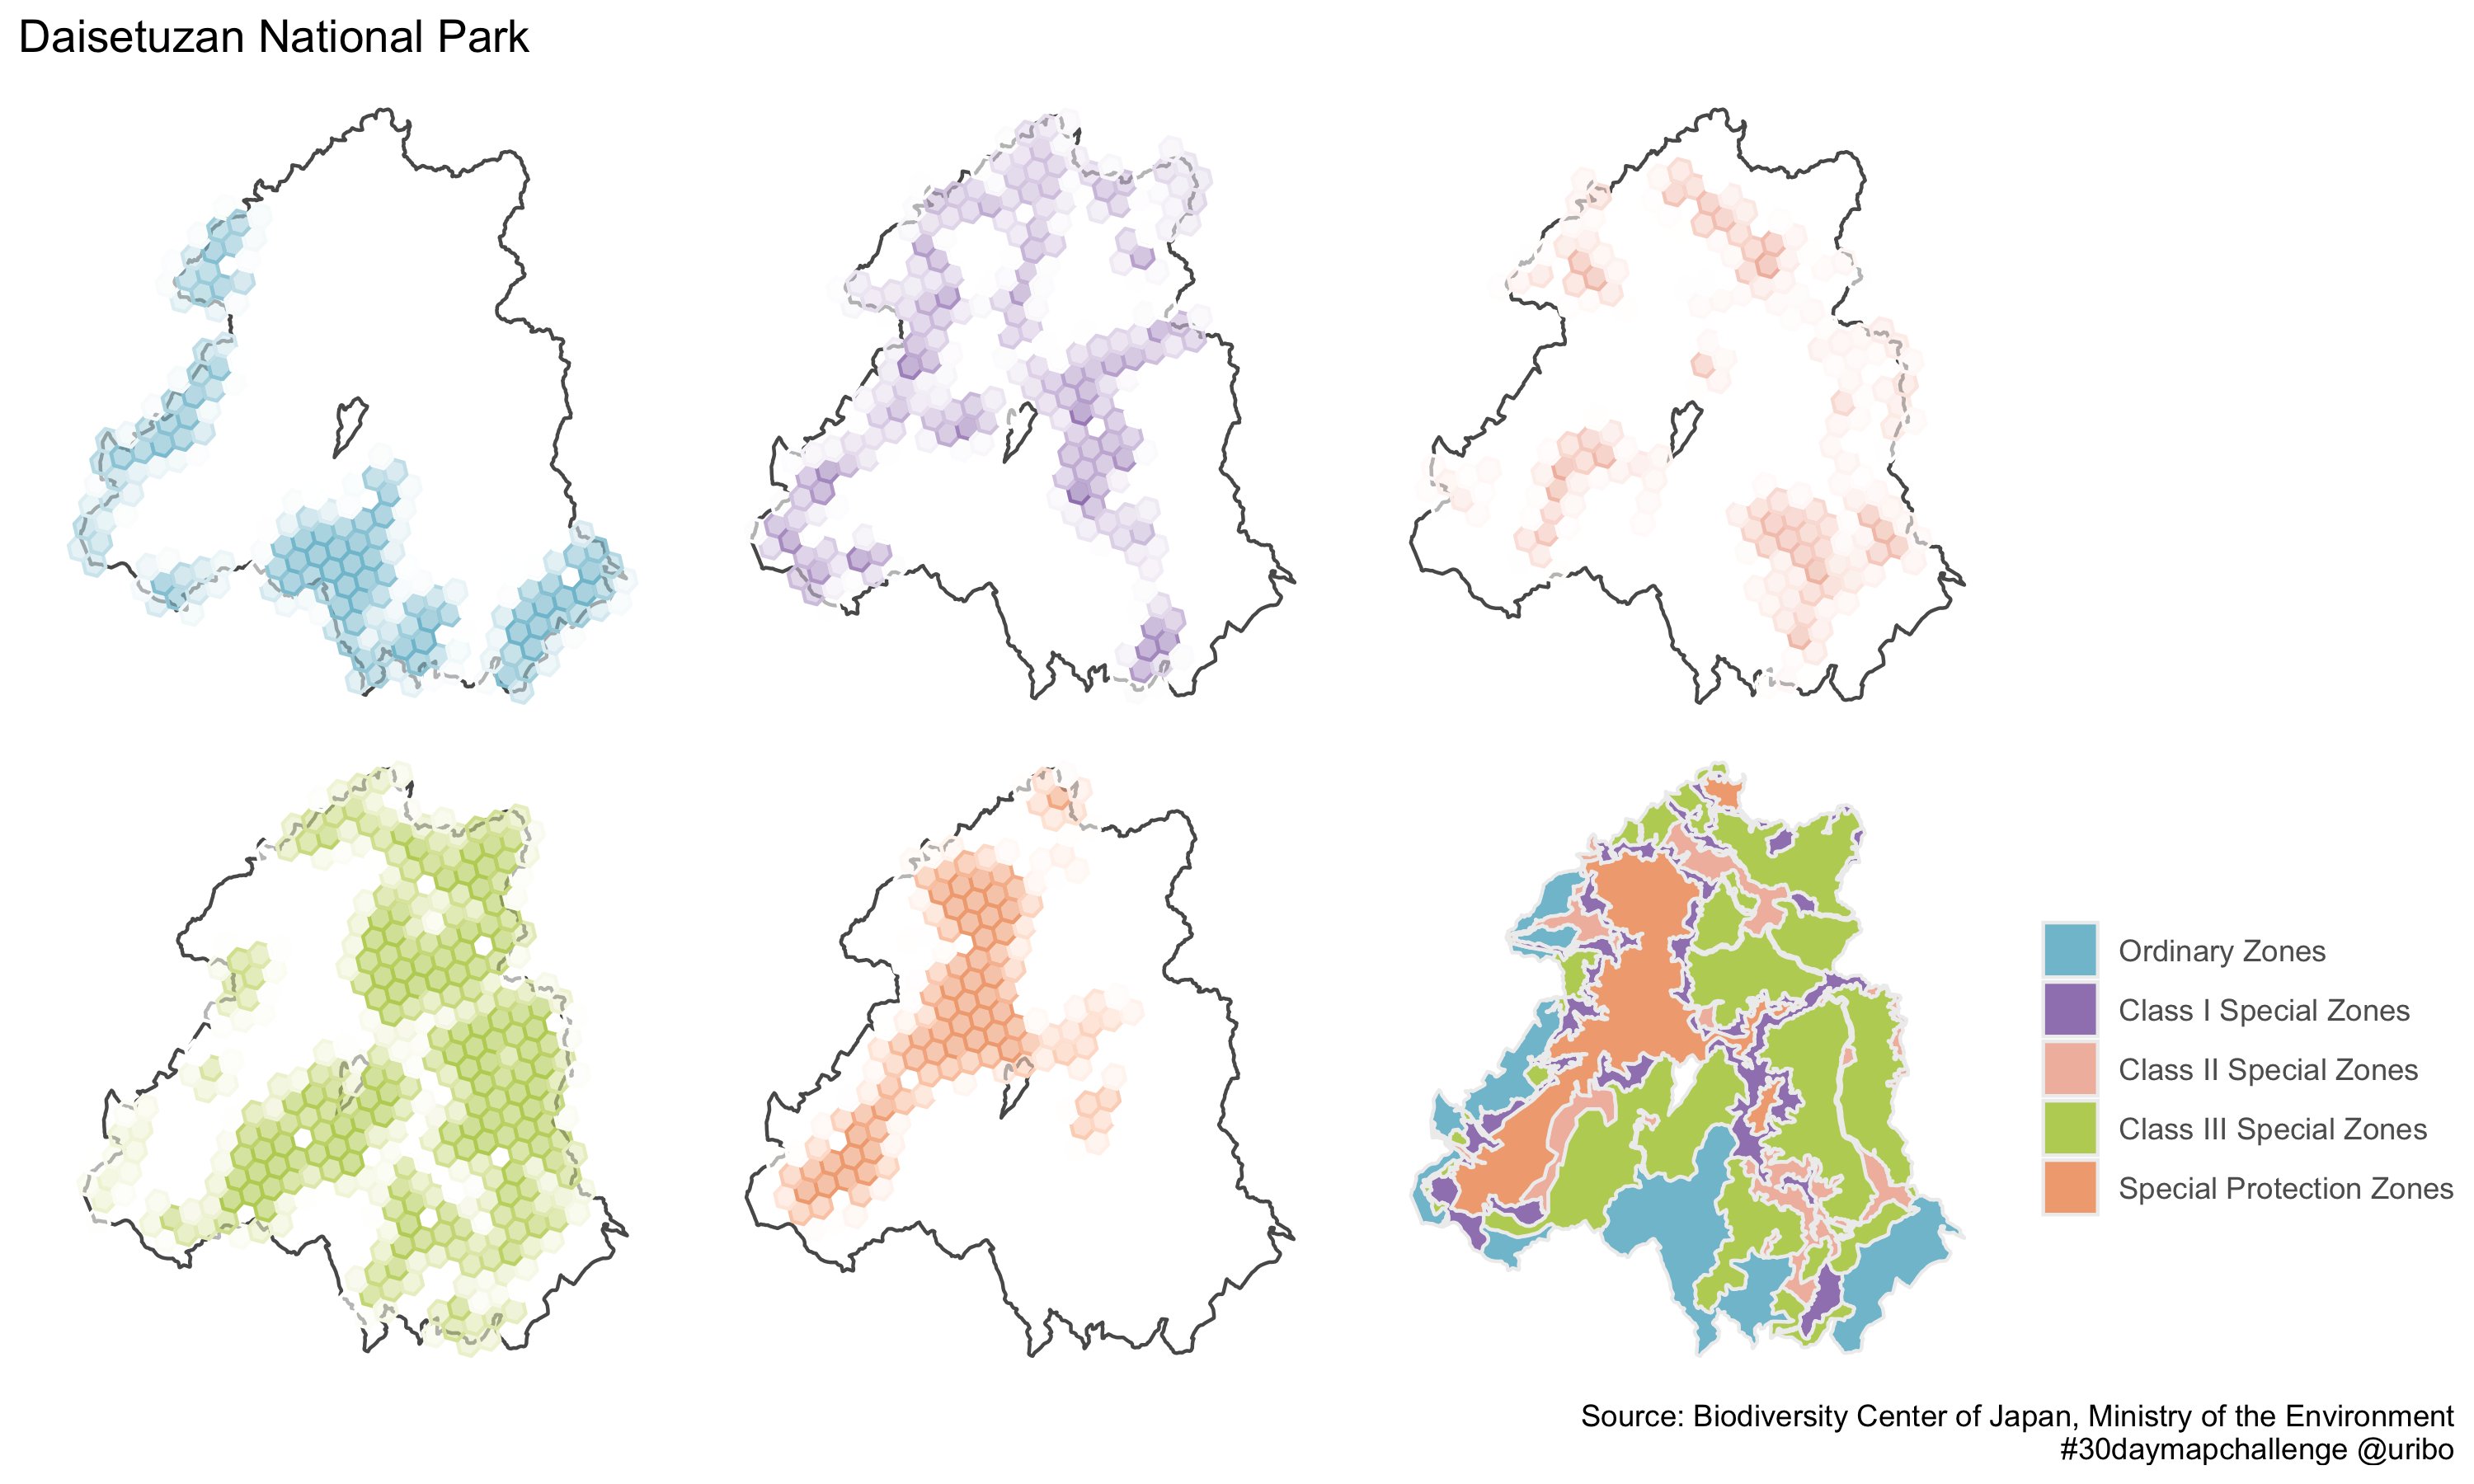 Daisetuzan National Park
Ordinary Zones
Class I Special Zones
Class II Special Zones
Class III Special Zones
Special Protection Zones
Source: Biodiversity Center of Japan, Ministry of the Environment
#30daymapchallenge @uribo